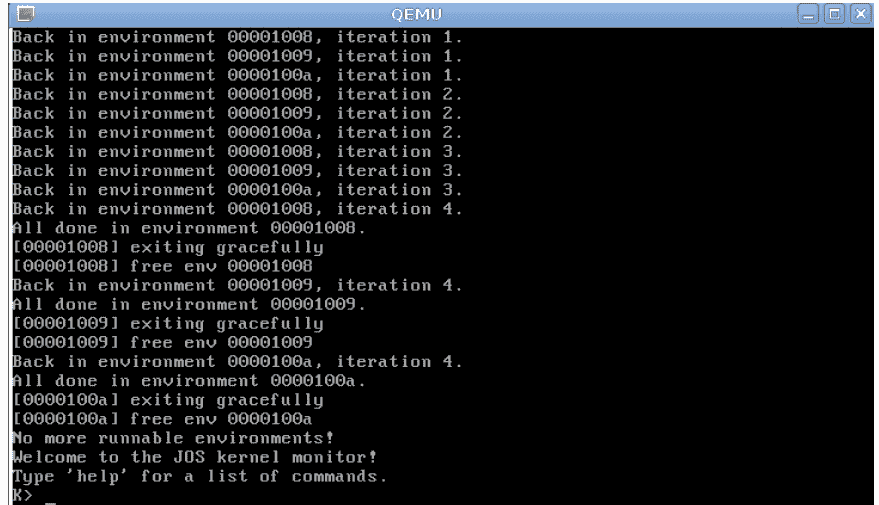 QEMU
Back in environment 00001008, iteration 1.
Back in environment 00001009, iteration 1.
Back in environment 0000100a, iteration 1.
Back in environment 00001008, iteration 2.
Back in environment 00001009, iteration 2.
Back in environment 0000100a, iteration 2.
Back in environment 00001008, iteration 3.
Back in environment 00001009, iteration 3.
Back in environment 0000100a, iteration 3.
Back in environment 00001008, iteration 4.
All done in environment 00001008.
[00001008] exiting gracefully
[00001008] free env 00001008
Back in environment 00001009, iteration 4.
All done in environment 00001009.
[00001009] exiting gracefully
[00001009] free env 00001009
Back in environment 0000100a, iteration 4.
All done in environment 0000100a.
[0000100a] exiting gracefully
[0000100a] free env 0000100a
No more runnable environments!
Welcome to the JOS kernel monitor!
Type 'help' for a list of commands.
K> _